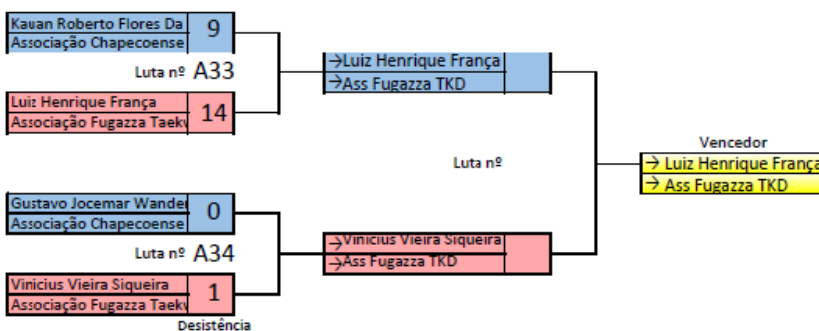 Kauan Roberto Flores Da
Associação Chapecoense
9
Luta nº A33
Luiz Henrique França
Associação Fugazza Taekw
14
→Luiz Henrique França
→Ass Fugazza TKD
Luta nº
Vencedor
→ Luiz Henrique França
→ Ass Fugazza TKD
Gustavo Jocemar Wander
Associação Chapecoense
0
Luta nº A34
Vinicius Vieira Siqueira
Associação Fugazza Taekw
1
Desistência
→Vinicius Vieira Siqueira
→Ass Fugazza TKD